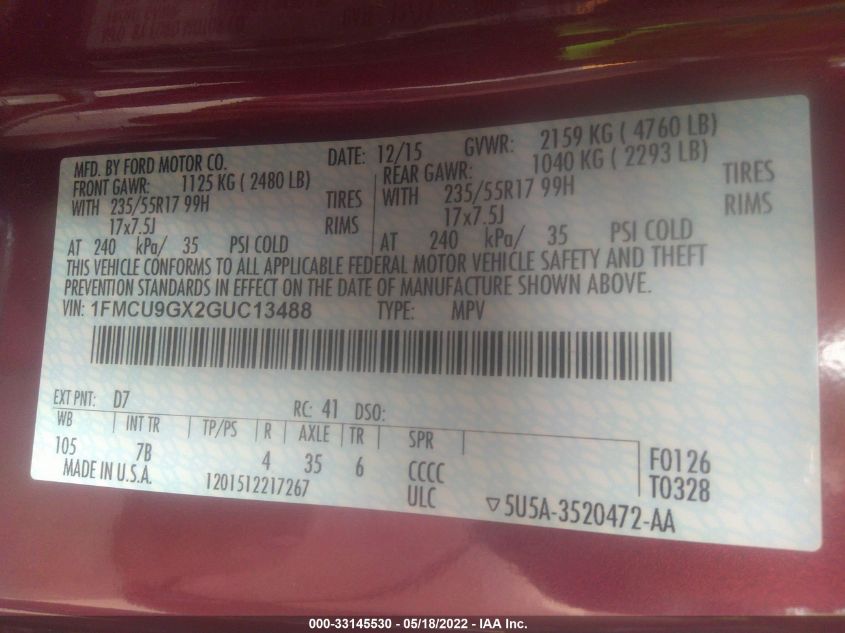 MFD. BY FORD MOTOR CO. DATE: 12/15 GVWR: 2159 KG ( 4760 LB)
FRONT GAWR: 1125 KG ( 2480 LB) REAR GAWR: 1040 KG ( 2293 LB)
WITH 235/55R17 99H TIRES WITH 235/55R17 99H TIRES
17x7.5J RIMS 17x7.5J RIMS
AT 240 kPa/ 35 PSI COLD AT 240 kPa/ 35 PSI COLD
THIS VEHICLE CONFORMS TO ALL APPLICABLE FEDERAL MOTOR VEHICLE SAFETY AND THEFT
PREVENTION STANDARDS IN EFFECT ON THE DATE OF MANUFACTURE SHOWN ABOVE.
VIN: 1FMCU9GX2GUC13488 TYPE: MPV
EXT PNT: D7 RC: 41 DSO:
WB INT TR TP/PS R AXLE TR SPR
105 7B 4 35 6 CCCC F0126
MADE IN U.S.A. 1201512217267 ULC T0328
▽5U5A-3520472-AA
000-33145530 - 05/18/2022 - IAA Inc.